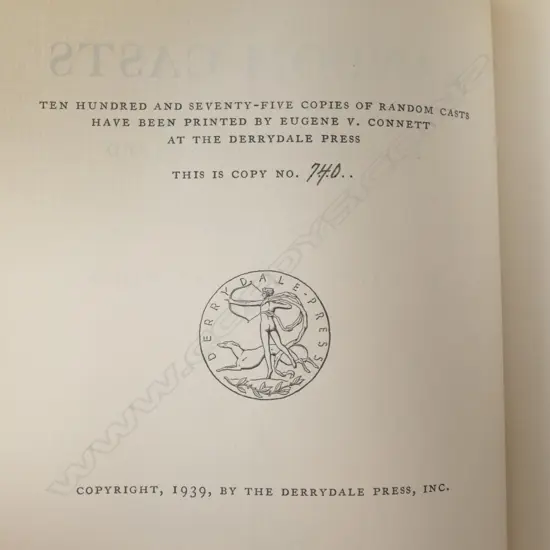 TEN HUNDRED AND SEVENTY-FIVE COPIES OF RANDOM CASTS
HAVE BEEN PRINTED BY EUGENE V. CONNETT
AT THE DERRYDALE PRESS
THIS IS COPY NO. 740..
DERRYDALE·PRESS
COPYRIGHT, 1939, BY THE DERRYDALE PRESS, INC.